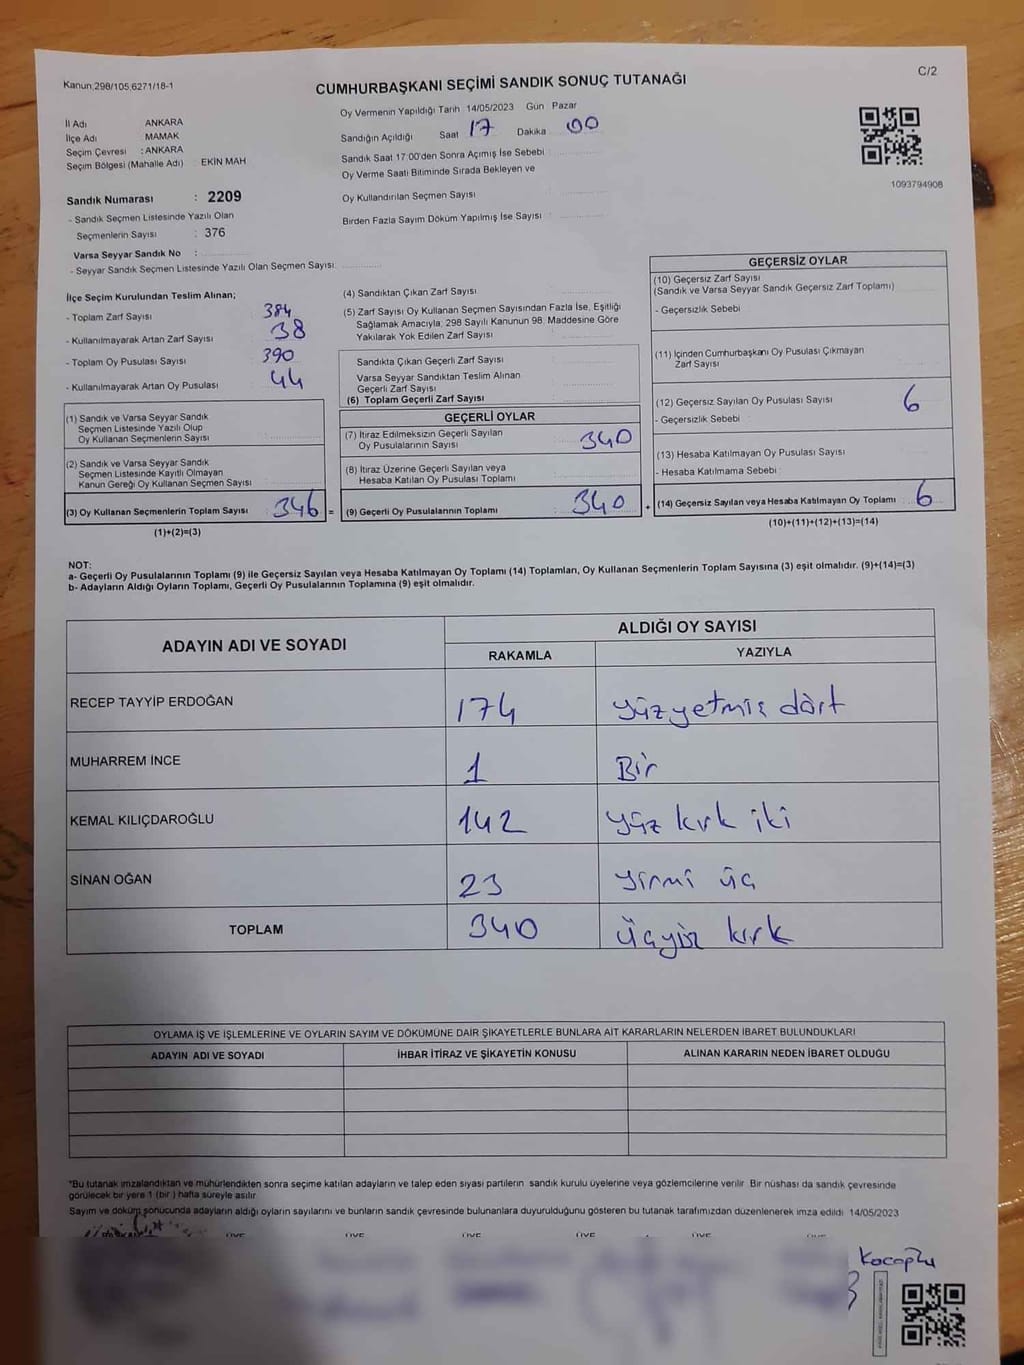 Kanun.298/105.6271/18-1
CUMHURBAŞKANI SEÇİMİ SANDIK SONUÇ TUTANAĞI
C/2
İl Adı ANKARA
İlçe Adı MAMAK
Seçim Çevresi : ANKARA
Seçim Bölgesi (Mahalle Adı) EKİN MAH
Oy Vermenin Yapıldığı Tarih 14/05/2023 Gün Pazar
Sandığın Açıldığı Saat 17 Dakika 00
Sandık Saat 17:00'den Sonra Açımış İse Sebebi :
Oy Verme Saati Bitiminde Sırada Bekleyen ve
Oy Kullandırılan Seçmen Sayısı
Birden Fazla Sayım Döküm Yapılmış İse Sayısı :
1093794908
Sandık Numarası : 2209
- Sandık Seçmen Listesinde Yazılı Olan
Seçmenlerin Sayısı : 376
Varsa Seyyar Sandık No :
- Seyyar Sandık Seçmen Listesinde Yazılı Olan Seçmen Sayısı:
İlçe Seçim Kurulundan Teslim Alınan;
- Toplam Zarf Sayısı 384
- Kullanılmayarak Artan Zarf Sayısı 38
- Toplam Oy Pusulası Sayısı 390
- Kullanılmayarak Artan Oy Pusulası 44
(1) Sandık ve Varsa Seyyar Sandık
Seçmen Listesinde Yazılı Olup
Oy Kullanan Seçmenlerin Sayısı :
(2) Sandık ve Varsa Seyyar Sandık
Seçmen Listesinde Kayıtlı Olmayan
Kanun Gereği Oy Kullanan Seçmen Sayısı :
(3) Oy Kullanan Seçmenlerin Toplam Sayısı : 346 =
(1)+(2)=(3)
(4) Sandıktan Çıkan Zarf Sayısı
(5) Zarf Sayısı Oy Kullanan Seçmen Sayısından Fazla İse, Eşitliği
Sağlamak Amacıyla, 298 Sayılı Kanunun 98. Maddesine Göre
Yakılarak Yok Edilen Zarf Sayısı
Sandıkta Çıkan Geçerli Zarf Sayısı
Varsa Seyyar Sandıktan Teslim Alınan
Geçerli Zarf Sayısı
(6) Toplam Geçerli Zarf Sayısı
GEÇERLİ OYLAR
(7) İtiraz Edilmeksizin Geçerli Sayılan
Oy Pusulalarının Sayısı : 340
(8) İtiraz Üzerine Geçerli Sayılan veya
Hesaba Katılan Oy Pusulası Toplamı
(9) Geçerli Oy Pusulalarının Toplamı : 340 +
GEÇERSİZ OYLAR
(10) Geçersiz Zarf Sayısı
(Sandık ve Varsa Seyyar Sandık Geçersiz Zarf Toplamı)
- Geçersizlik Sebebi
(11) İçinden Cumhurbaşkanı Oy Pusulası Çıkmayan
Zarf Sayısı
(12) Geçersiz Sayılan Oy Pusulası Sayısı 6
- Geçersizlik Sebebi :
(13) Hesaba Katılmayan Oy Pusulası Sayısı
- Hesaba Katılmama Sebebi :
(14) Geçersiz Sayılan veya Hesaba Katılmayan Oy Toplamı 6
(10)+(11)+(12)+(13)=(14)
NOT:
a- Geçerli Oy Pusulalarının Toplamı (9) ile Geçersiz Sayılan veya Hesaba Katılmayan Oy Toplamı (14) Toplamları, Oy Kullanan Seçmenlerin Toplam Sayısına (3) eşit olmalıdır. (9)+(14)=(3)
b- Adayların Aldığı Oyların Toplamı, Geçerli Oy Pusulalarının Toplamına (9) eşit olmalıdır.
ADAYIN ADI VE SOYADI
ALDIĞI OY SAYISI
RAKAMLA YAZIYLA
RECEP TAYYİP ERDOĞAN 174 yüzyetmiş dört
MUHARREM İNCE 1 Bir
KEMAL KILIÇDAROĞLU 142 yüz kırk iki
SİNAN OĞAN 23 yirmi üç
TOPLAM 340 üçyüz kırk
OYLAMA İŞ VE İŞLEMLERİNE VE OYLARIN SAYIM VE DÖKÜMÜNE DAİR ŞİKAYETLERLE BUNLARA AİT KARARLARIN NELERDEN İBARET BULUNDUKLARI
ADAYIN ADI VE SOYADI İHBAR İTİRAZ VE ŞİKAYETİN KONUSU ALINAN KARARIN NEDEN İBARET OLDUĞU
*Bu tutanak imzalandıktan ve mühürlendikten sonra seçime katılan adayların ve talep eden siyasi partilerin sandık kurulu üyelerine veya gözlemcilerine verilir. Bir nüshası da sandık çevresinde
görülecek bir yere 1 (bir ) hafta süreyle asılır
Sayım ve döküm sonucunda adayların aldığı oyların sayılarını ve bunların sandık çevresinde bulunanlara duyurulduğunu gösteren bu tutanak tarafımızdan düzenlenerek imza edildi 14/05/2023
ÜYE ÜYE ÜYE ÜYE ÜYE ÜYE